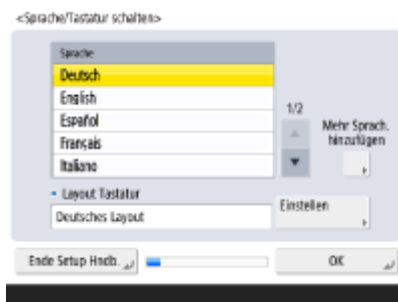 <Sprache/Tastatur schalten>
Sprache
Deutsch
English
Español
Français
Italiano
1/2
Mehr Sprach.
hinzufügen
Layout Tastatur
Deutsches Layout
Einstellen
Ende Setup Hndb.
OK